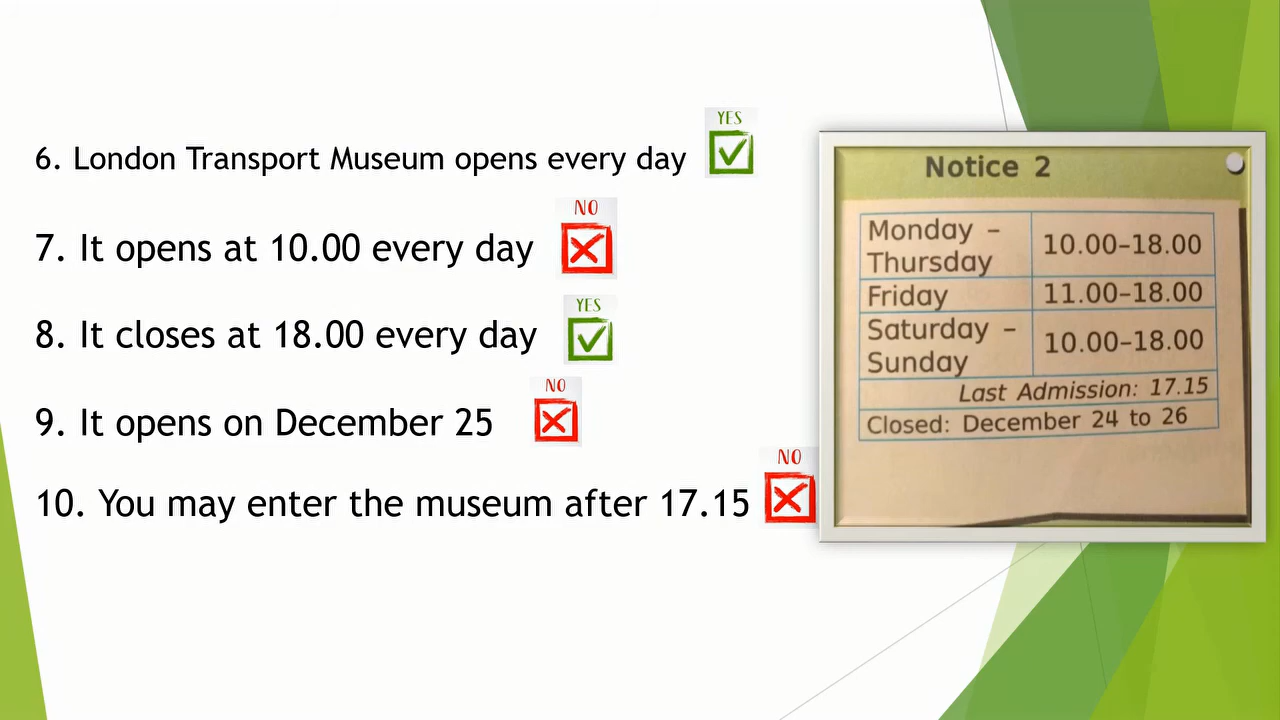 6. London Transport Museum opens every day
YES
7. It opens at 10.00 every day
NO
8. It closes at 18.00 every day
YES
9. It opens on December 25
NO
10. You may enter the museum after 17.15
NO
Notice 2
Monday –
Thursday
10.00–18.00
Friday
11.00–18.00
Saturday –
Sunday
10.00–18.00
Last Admission: 17.15
Closed: December 24 to 26